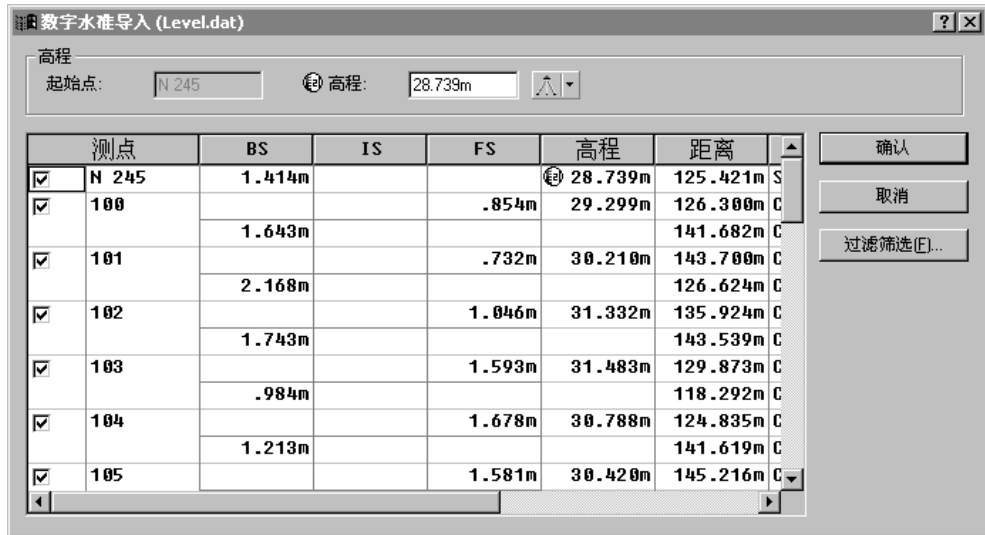 数字水准导入 (Level.dat)
高程
起始点: N 245 高程: 28.739m
测点 BS IS FS 高程 距离
N 245 1.414m 28.739m 125.421m S
100 .854m 29.299m 126.300m C
1.643m 141.682m C
101 .732m 30.210m 143.700m C
2.168m 126.624m C
102 1.046m 31.332m 135.924m C
1.743m 143.539m C
103 1.593m 31.483m 129.873m C
.984m 118.292m C
104 1.678m 30.788m 124.835m C
1.213m 141.619m C
105 1.581m 30.420m 145.216m C
确认
取消
过滤筛选(F)...